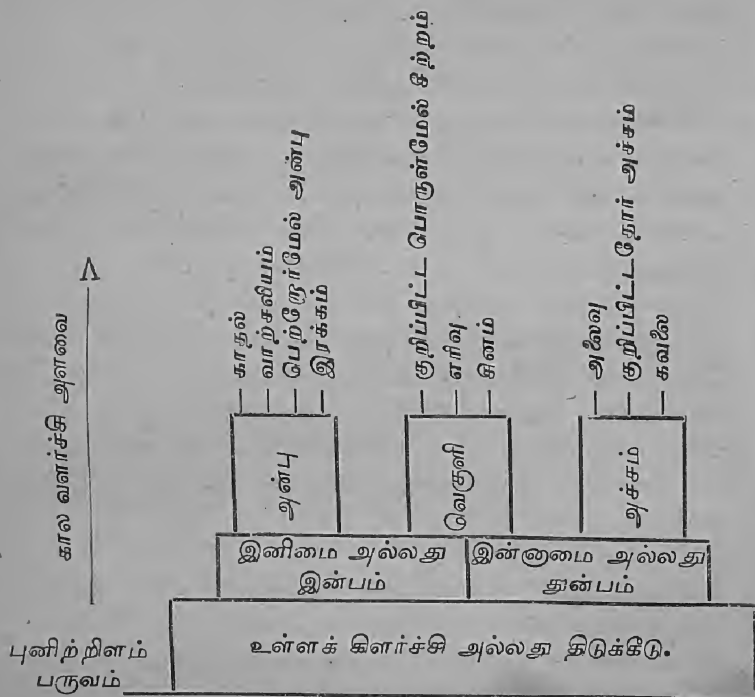 கால வளர்ச்சி அளவை
— காதல்
— வாற்சலியம்
— பெற்றோர்மேல் அன்பு
— இரக்கம்
— குறிப்பிட்ட பொருள்மேல் சீற்றம்
— எரிவு
— சினம்
— அலைவு
— குறிப்பிட்டதோர் அச்சம்
— கவலை
அன்பு
வெகுளி
அச்சம்
இனிமை அல்லது
இன்பம்
இன்னாமை அல்லது
துன்பம்
புனிற்றிளம்
பருவம்
உள்ளக் கிளர்ச்சி அல்லது திடுக்கீடு.